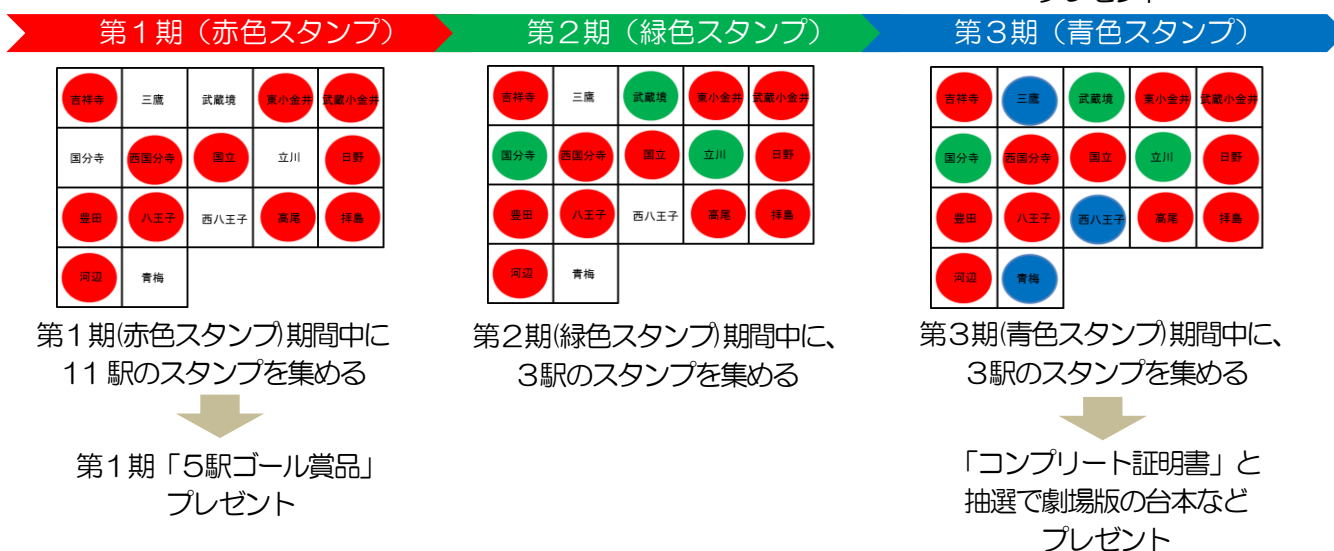 プレゼント
第1期（赤色スタンプ）
第2期（緑色スタンプ）
第3期（青色スタンプ）
吉祥寺 三鷹 武蔵境 東小金井 武蔵小金井
国分寺 西国分寺 国立 立川 日野
豊田 八王子 西八王子 高尾 拝島
河辺 青梅
第1期(赤色スタンプ)期間中に
11駅のスタンプを集める
第1期「5駅ゴール賞品」
プレゼント
吉祥寺 三鷹 武蔵境 東小金井 武蔵小金井
国分寺 西国分寺 国立 立川 日野
豊田 八王子 西八王子 高尾 拝島
河辺 青梅
第2期(緑色スタンプ)期間中に、
3駅のスタンプを集める
吉祥寺 三鷹 武蔵境 東小金井 武蔵小金井
国分寺 西国分寺 国立 立川 日野
豊田 八王子 西八王子 高尾 拝島
河辺 青梅
第3期(青色スタンプ)期間中に、
3駅のスタンプを集める
「コンプリート証明書」と
抽選で劇場版の台本など
プレゼント